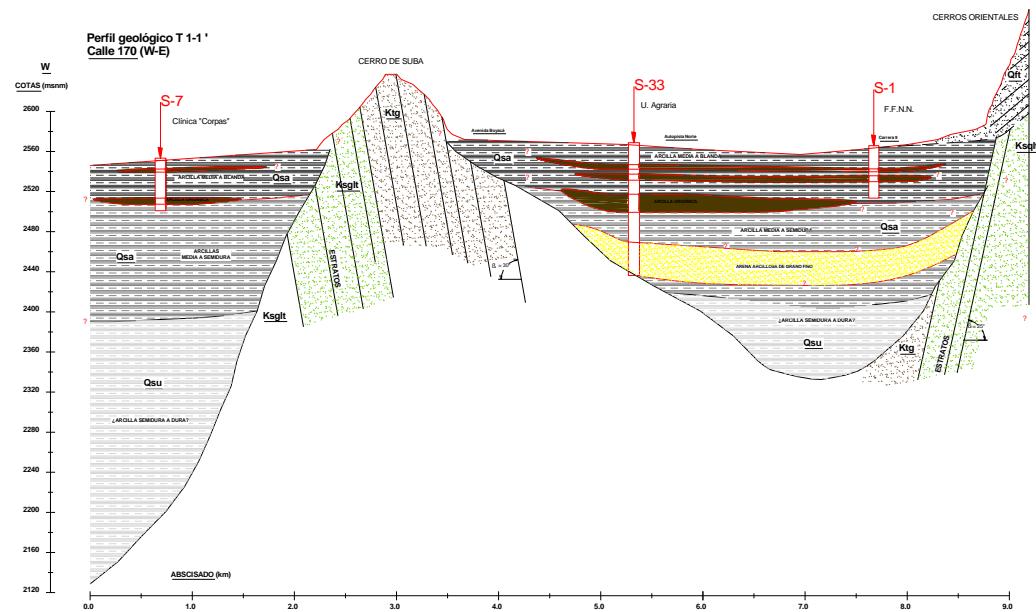 CERROS ORIENTALES
Perfil geológico T 1-1 '
Calle 170 (W-E)
W
COTAS (msnm)
CERRO DE SUBA
S-7
Clínica "Corpas"
S-33
U. Agraria
S-1
F.F.N.N.
Qft
Ktg
Avenida Boyacá
Autopista Norte
Carrera 9
Ksglt
Qsa
ARCILLA MEDIA A BLANDA
ARCILLA MEDIA A BLANDA
Qsa
Ksglt
ARCILLA ORGANICA
ARCILLA MEDIA A SEMIDURA
Qsa
Qsa
ARCILLAS
MEDIA A SEMIDURA
ESTRATOS
ARENA ARCILLOSA DE GRANO FINO
Ksglt
¿ARCILLA SEMIDURA A DURA?
Qsu
Ktg
ESTRATOS
Qsu
¿ARCILLA SEMIDURA A DURA?
2600
2560
2520
2480
2440
2400
2360
2320
2280
2240
2200
2160
2120
ABSCISADO (km)
0.0 1.0 2.0 3.0 4.0 5.0 6.0 7.0 8.0 9.0